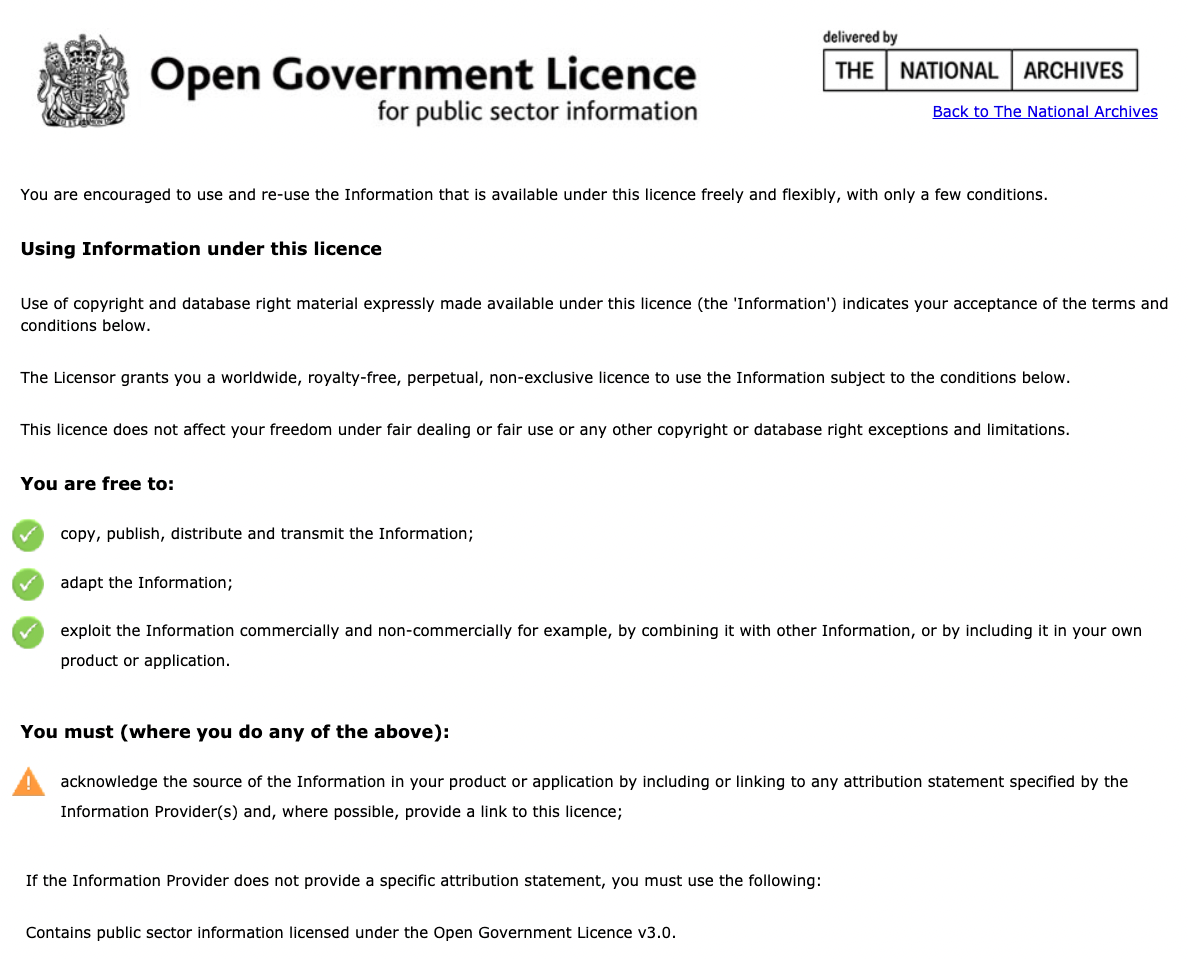 Open Government Licence
for public sector information
delivered by
THE NATIONAL ARCHIVES
Back to The National Archives
You are encouraged to use and re-use the Information that is available under this licence freely and flexibly, with only a few conditions.
Using Information under this licence
Use of copyright and database right material expressly made available under this licence (the 'Information') indicates your acceptance of the terms and
conditions below.
The Licensor grants you a worldwide, royalty-free, perpetual, non-exclusive licence to use the Information subject to the conditions below.
This licence does not affect your freedom under fair dealing or fair use or any other copyright or database right exceptions and limitations.
You are free to:
copy, publish, distribute and transmit the Information;
adapt the Information;
exploit the Information commercially and non-commercially for example, by combining it with other Information, or by including it in your own
product or application.
You must (where you do any of the above):
acknowledge the source of the Information in your product or application by including or linking to any attribution statement specified by the
Information Provider(s) and, where possible, provide a link to this licence;
If the Information Provider does not provide a specific attribution statement, you must use the following:
Contains public sector information licensed under the Open Government Licence v3.0.